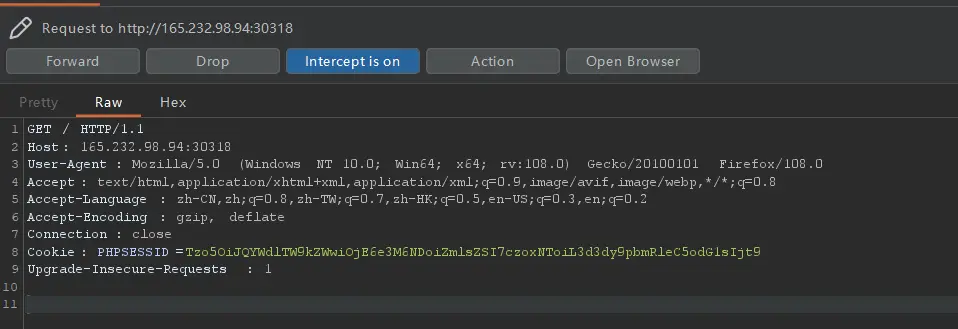 Request to http://165.232.98.94:30318
Forward Drop Intercept is on Action Open Browser
Pretty Raw Hex
1 GET / HTTP/1.1
2 Host: 165.232.98.94:30318
3 User-Agent: Mozilla/5.0 (Windows NT 10.0; Win64; x64; rv:108.0) Gecko/20100101 Firefox/108.0
4 Accept: text/html,application/xhtml+xml,application/xml;q=0.9,image/avif,image/webp,*/*;q=0.8
5 Accept-Language: zh-CN,zh;q=0.8,zh-TW;q=0.7,zh-HK;q=0.5,en-US;q=0.3,en;q=0.2
6 Accept-Encoding: gzip, deflate
7 Connection: close
8 Cookie: PHPSESSID=Tzo5OiJQYWdlTW9kZWwiOjE6e3M6NDoiZmlsZSI7czoxNToiL3d3dy9pbmRleC5odG1sIjt9
9 Upgrade-Insecure-Requests: 1
10
11